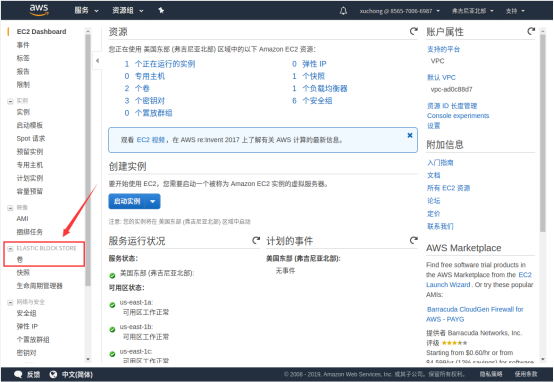 aws
服务
资源组
xuchong @ 8565-7006-6987
弗吉尼亚北部
支持
EC2 Dashboard
事件
标签
报告
限制
实例
实例
启动模板
Spot 请求
预留实例
专用主机
计划实例
容量预留
映像
AMI
捆绑任务
ELASTIC BLOCK STORE
卷
快照
生命周期管理器
网络与安全
安全组
弹性 IP
个置放群组
密钥对
资源
您正在使用 美国东部 (弗吉尼亚北部) 区域中的以下 Amazon EC2 资源：
1 个正在运行的实例
0 弹性 IP
0 专用主机
1 个快照
2 个卷
1 个负载均衡器
3 个密钥对
6 个安全组
0 个置放群组
观看 EC2 视频，在 AWS re:Invent 2017 上了解有关 AWS 计算的最新信息。
创建实例
要开始使用 EC2，您需要启动一个被称为 Amazon EC2 实例的虚拟服务器。
启动实例
注意: 您的实例将在 美国东部 (弗吉尼亚北部) 区域中启动
服务运行状况
服务状态:
美国东部 (弗吉尼亚北部):
可用区状态:
us-east-1a:
可用区工作正常
us-east-1b:
可用区工作正常
us-east-1c:
可用区工作正常
计划的事件
美国东部 (弗吉尼亚北部):
无事件
账户属性
支持的平台
VPC
默认 VPC
vpc-ad0c88d7
资源 ID 长度管理
Console experiments
设置
附加信息
入门指南
文档
所有 EC2 资源
论坛
定价
联系我们
AWS Marketplace
Find free software trial products in
the AWS Marketplace from the EC2
Launch Wizard. Or try these popular
AMIs:
Barracuda CloudGen Firewall for
AWS - PAYG
提供者 Barracuda Networks, Inc.
评级
Starting from $0.60/hr or from
$4,599/yr (12% savings) for software
反馈
中文(简体)
© 2008 - 2019, Amazon Web Services, Inc. 或其子公司。保留所有权利。
隐私策略
使用条款